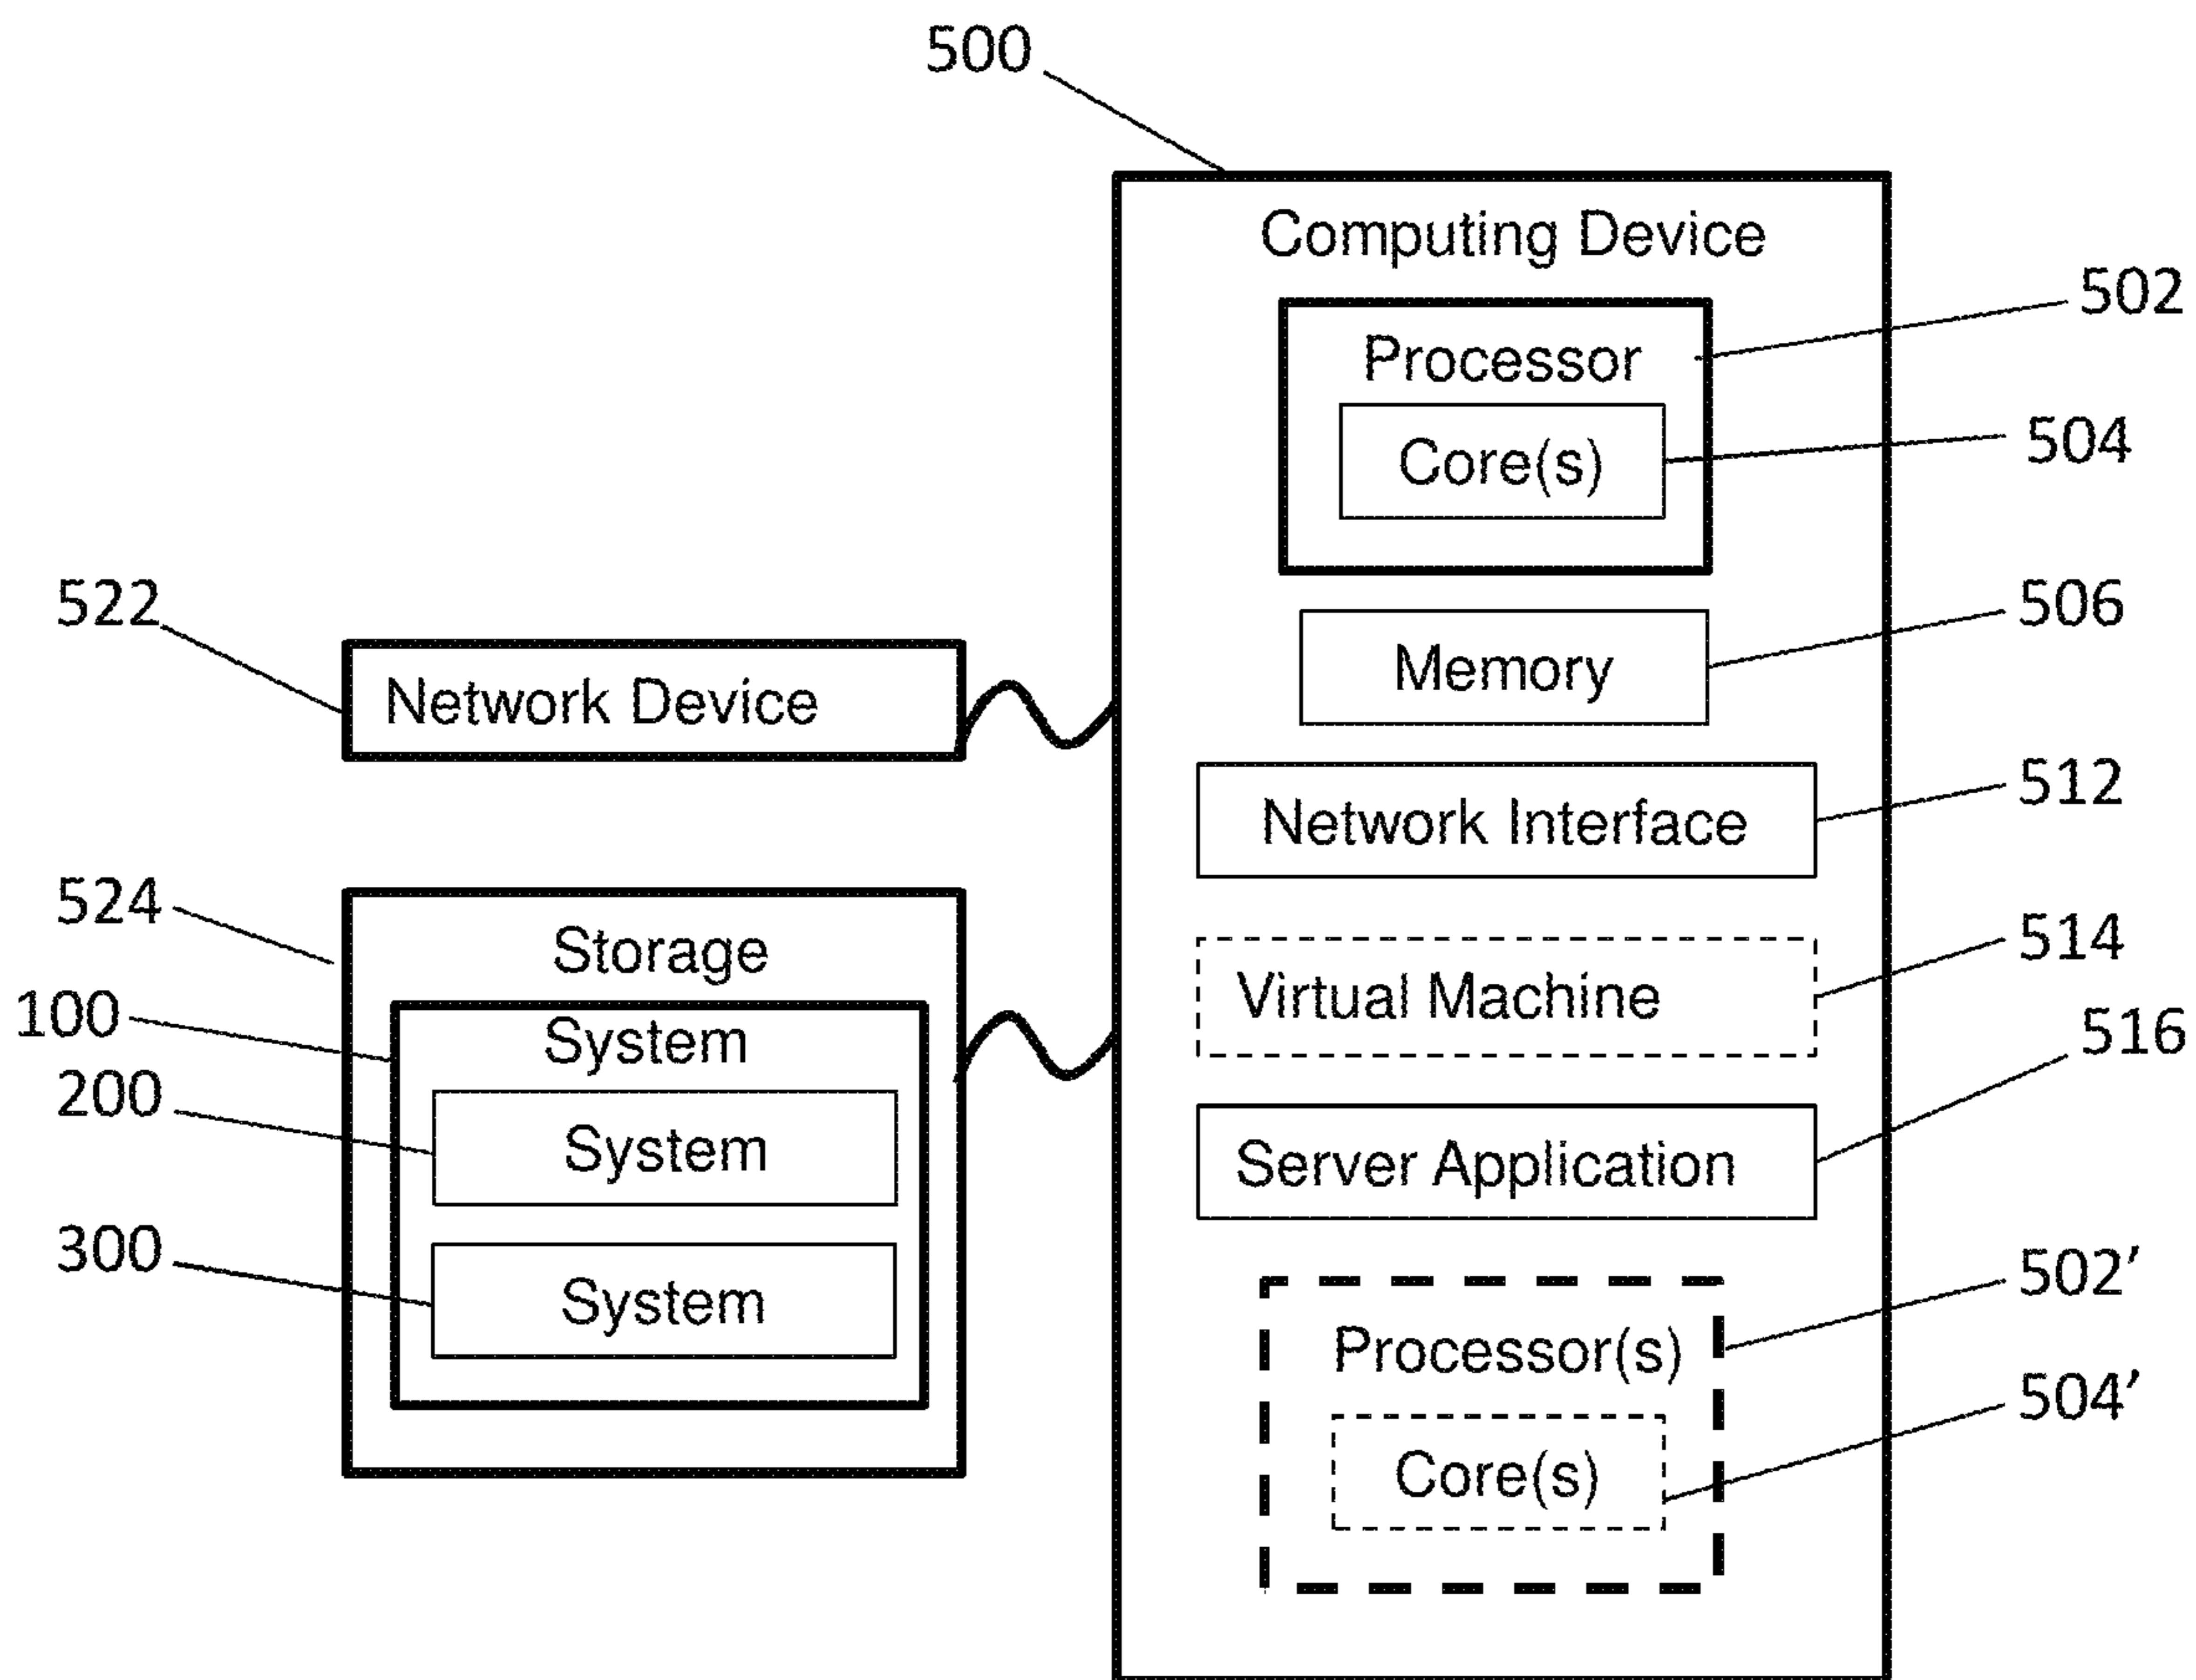 500
Computing Device
502
Processor
504
Core(s)
522
506
Network Device
Memory
512
Network Interface
524
Storage
514
100
System
Virtual Machine
516
200
System
Server Application
300
System
502’
Processor(s)
504’
Core(s)